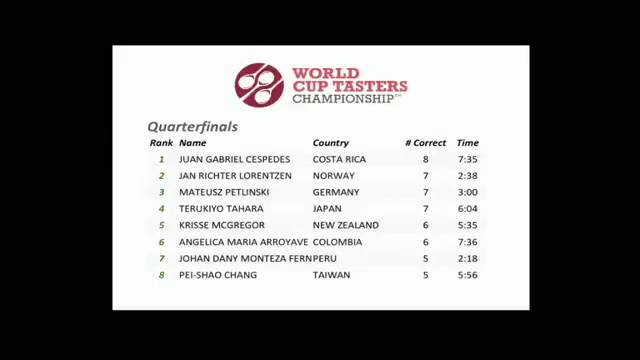 WORLD
CUP TASTERS
CHAMPIONSHIP™
Quarterfinals
Rank Name Country # Correct Time
1 JUAN GABRIEL CESPEDES COSTA RICA 8 7:35
2 JAN RICHTER LORENTZEN NORWAY 7 2:38
3 MATEUSZ PETLINSKI GERMANY 7 3:00
4 TERUKIYO TAHARA JAPAN 7 6:04
5 KRISSE MCGREGOR NEW ZEALAND 6 5:35
6 ANGELICA MARIA ARROYAVE COLOMBIA 6 7:36
7 JOHAN DANY MONTEZA FERN PERU 5 2:18
8 PEI-SHAO CHANG TAIWAN 5 5:56